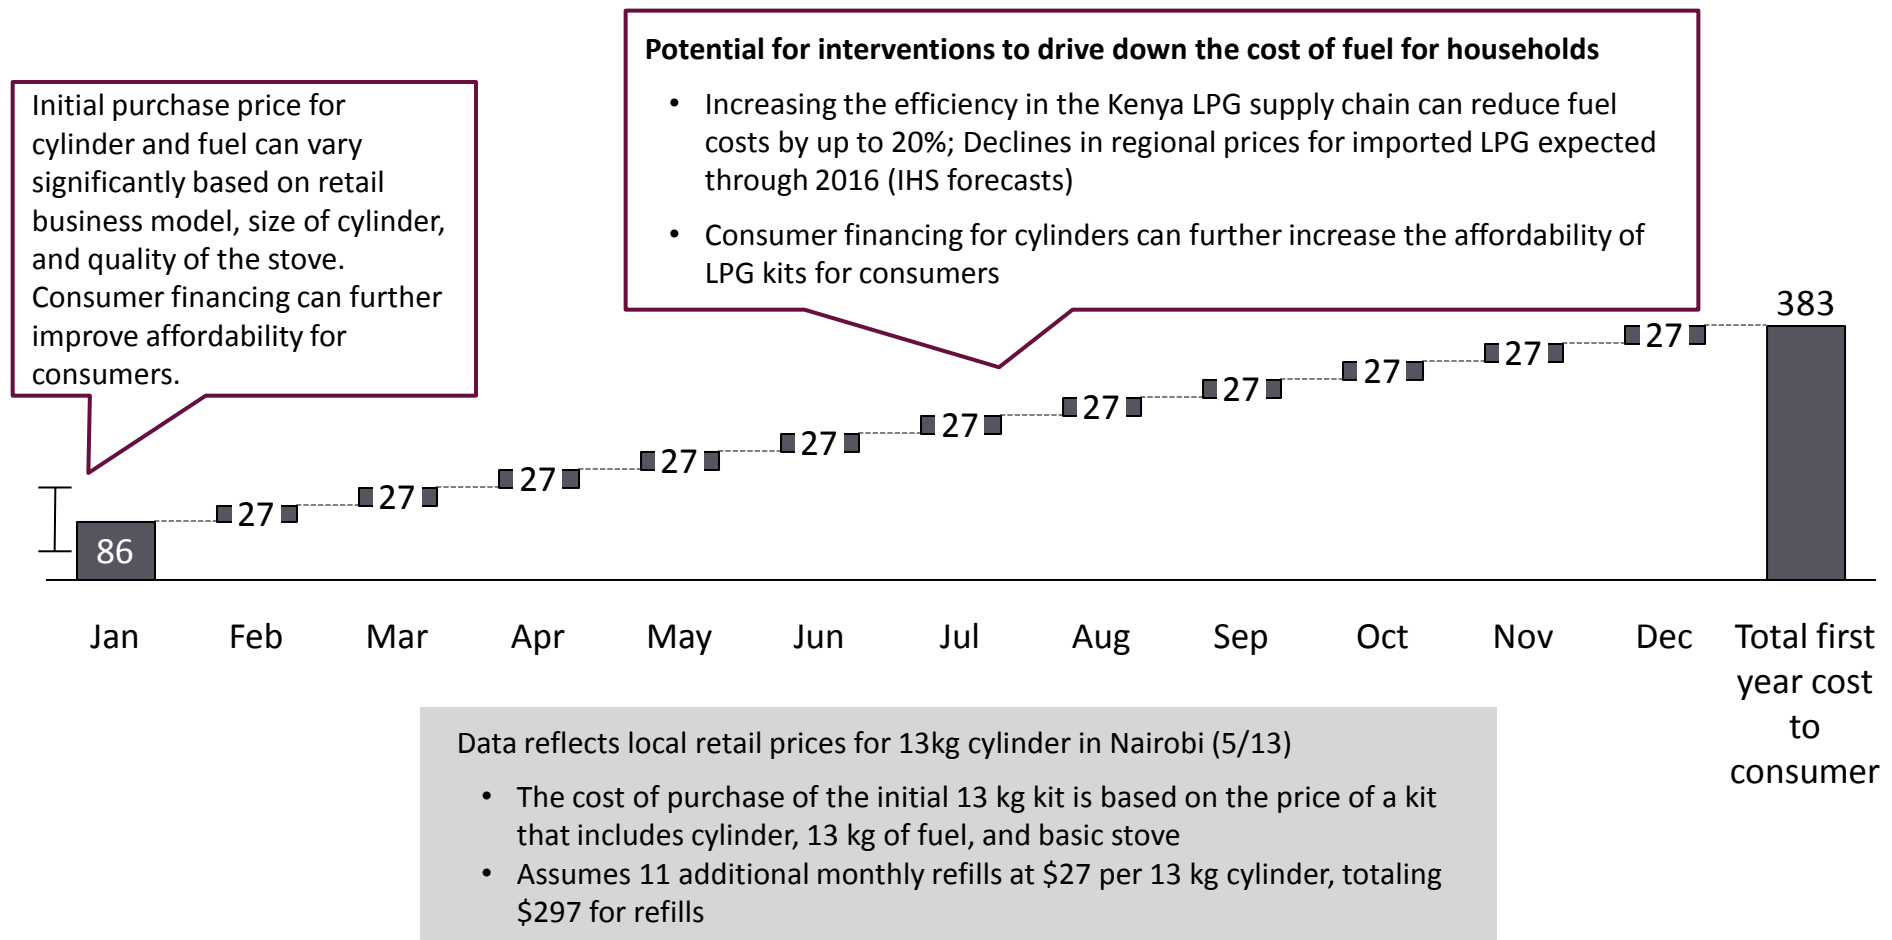 Initial purchase price for
cylinder and fuel can vary
significantly based on retail
business model, size of cylinder,
and quality of the stove.
Consumer financing can further
improve affordability for
consumers.
Potential for interventions to drive down the cost of fuel for households
• Increasing the efficiency in the Kenya LPG supply chain can reduce fuel
costs by up to 20%; Declines in regional prices for imported LPG expected
through 2016 (IHS forecasts)
• Consumer financing for cylinders can further increase the affordability of
LPG kits for consumers
86
27
27
27
27
27
27
27
27
27
27
27
383
Jan
Feb
Mar
Apr
May
Jun
Jul
Aug
Sep
Oct
Nov
Dec
Total first
year cost
to
consumer
Data reflects local retail prices for 13kg cylinder in Nairobi (5/13)
• The cost of purchase of the initial 13 kg kit is based on the price of a kit
that includes cylinder, 13 kg of fuel, and basic stove
• Assumes 11 additional monthly refills at $27 per 13 kg cylinder, totaling
$297 for refills